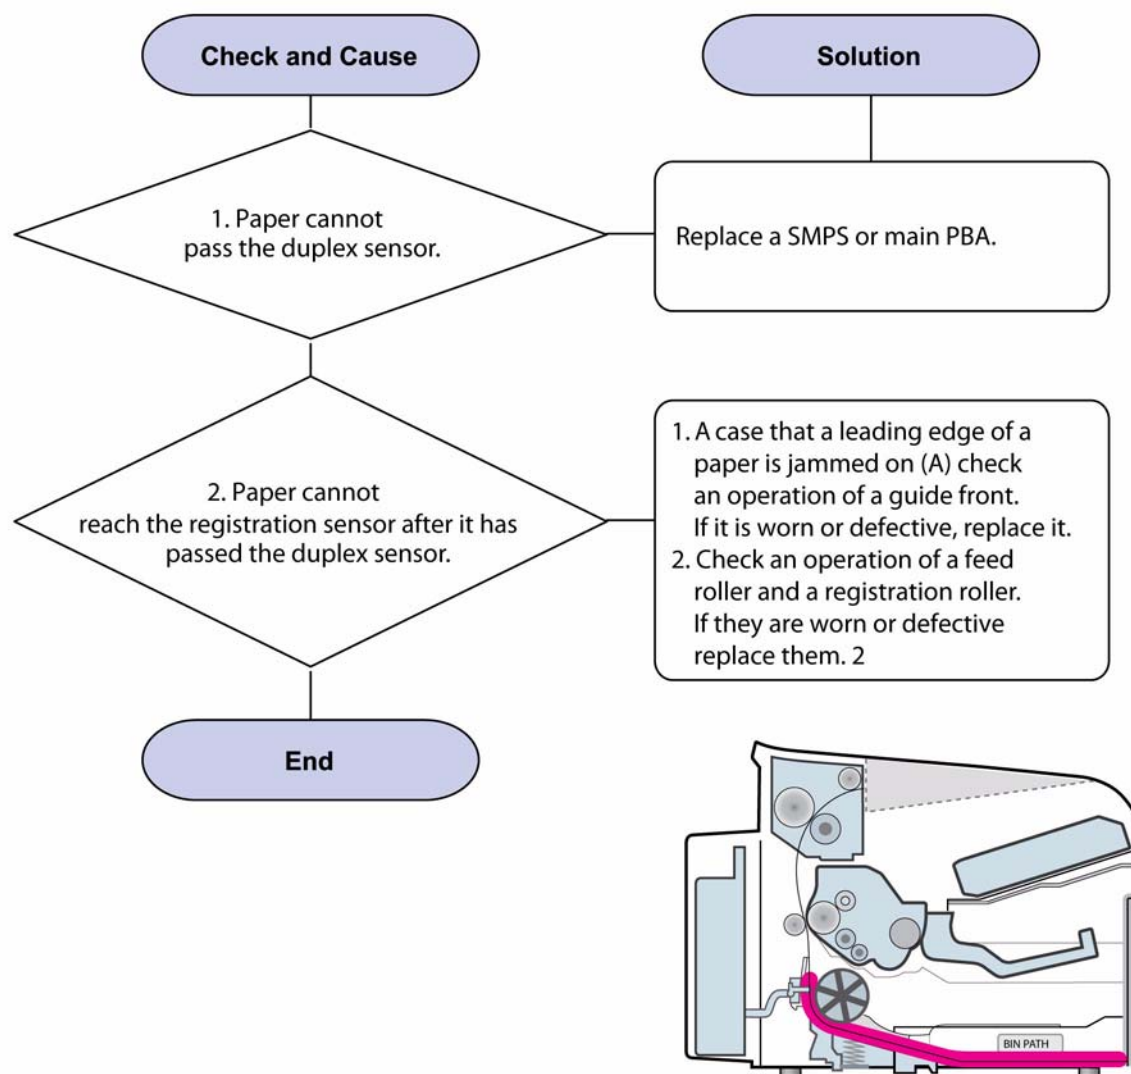 Check and Cause
Solution
1. Paper cannot
pass the duplex sensor.
Replace a SMPS or main PBA.
2. Paper cannot
reach the registration sensor after it has
passed the duplex sensor.
1. A case that a leading edge of a
paper is jammed on (A) check
an operation of a guide front.
If it is worn or defective, replace it.
2. Check an operation of a feed
roller and a registration roller.
If they are worn or defective
replace them. 2
End
BIN PATH